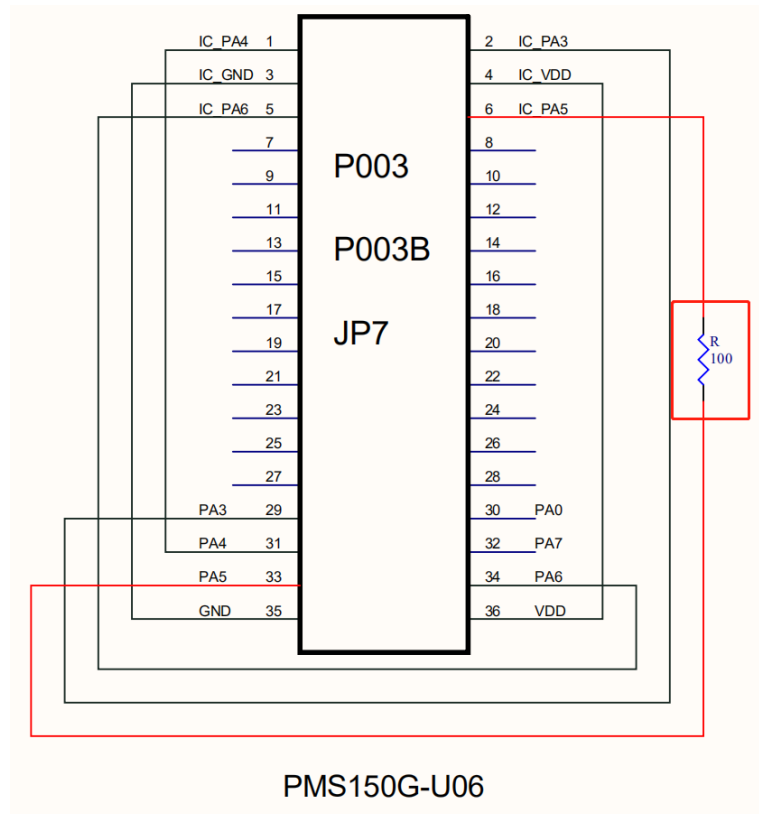 IC_PA4 1 2 IC_PA3
IC_GND 3 4 IC_VDD
IC_PA6 5 6 IC_PA5
7 8
P003
9 10
11 12
13 P003B 14
15 16
17 18
JP7
R
19 20
100
21 22
23 24
25 26
27 28
PA3 29 30 PA0
PA4 31 32 PA7
PA5 33 34 PA6
GND 35 36 VDD
PMS150G-U06